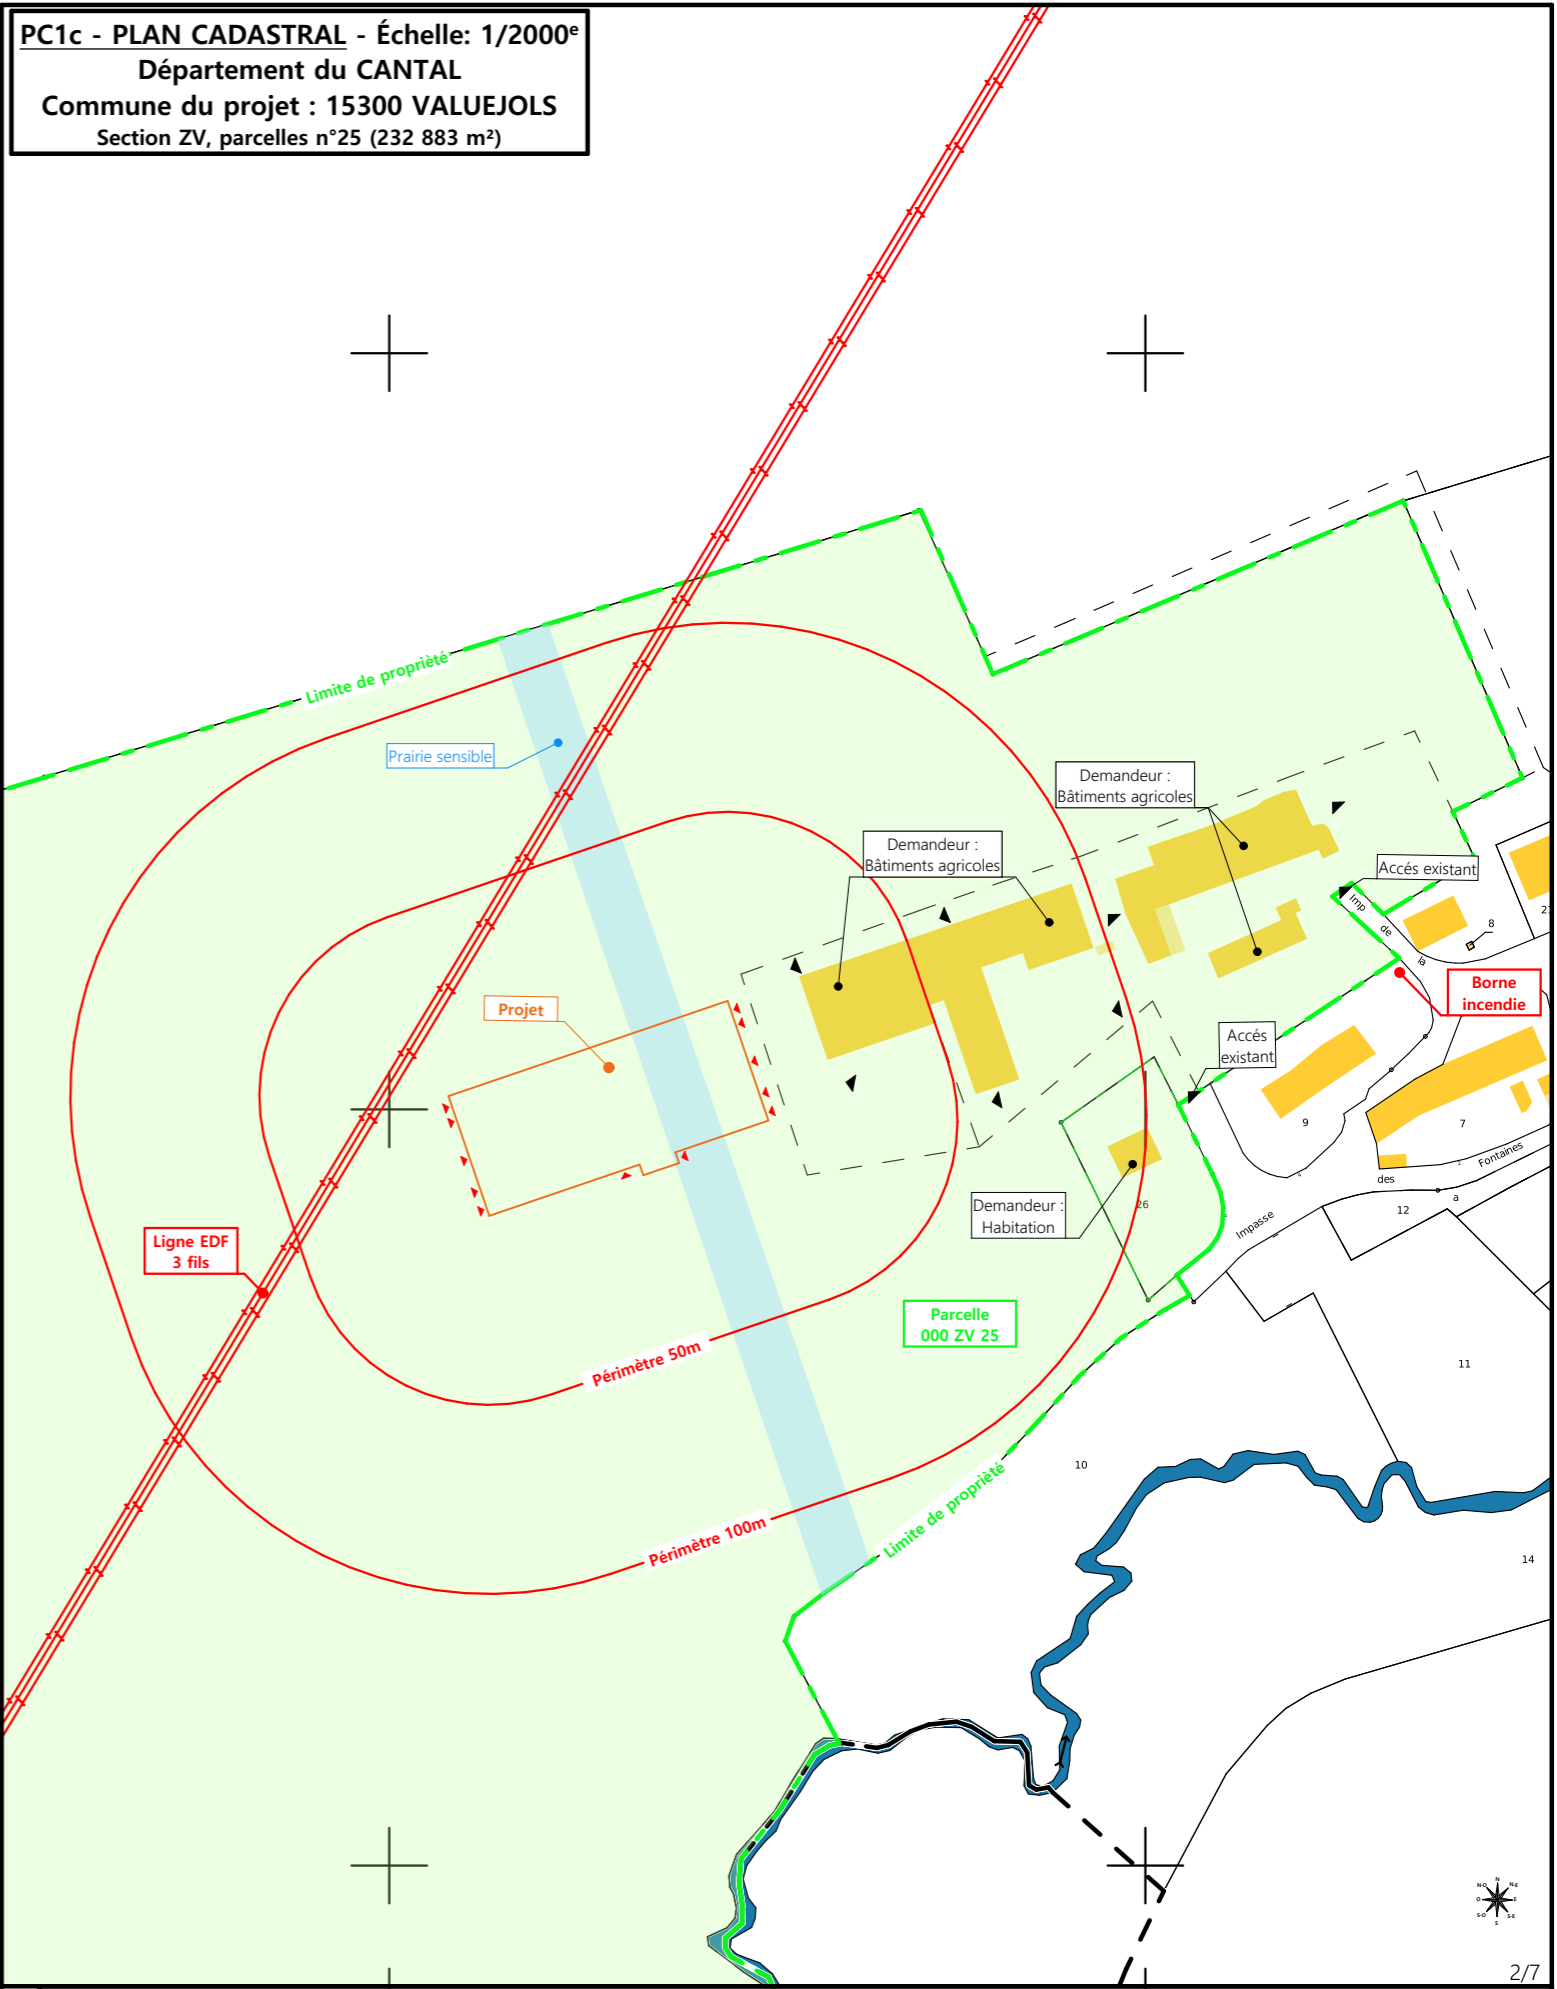 PC1c - PLAN CADASTRAL - Échelle: 1/2000e
Département du CANTAL
Commune du projet : 15300 VALUEJOLS
Section ZV, parcelles n°25 (232 883 m²)
Limite de proprièté
Prairie sensible
Demandeur :
Bâtiments agricoles
Demandeur :
Bâtiments agricoles
Accés existant
Imp
de
la
8
Borne
incendie
Projet
Accés
existant
9
7
Fontaines
des
a
12
Demandeur :
Habitation
26
Impasse
Ligne EDF
3 fils
Parcelle
000 ZV 25
Périmètre 50m
11
10
Limite de proprièté
Périmètre 100m
14
N
N-O
N-E
O
E
S-O
S-E
S
2/7